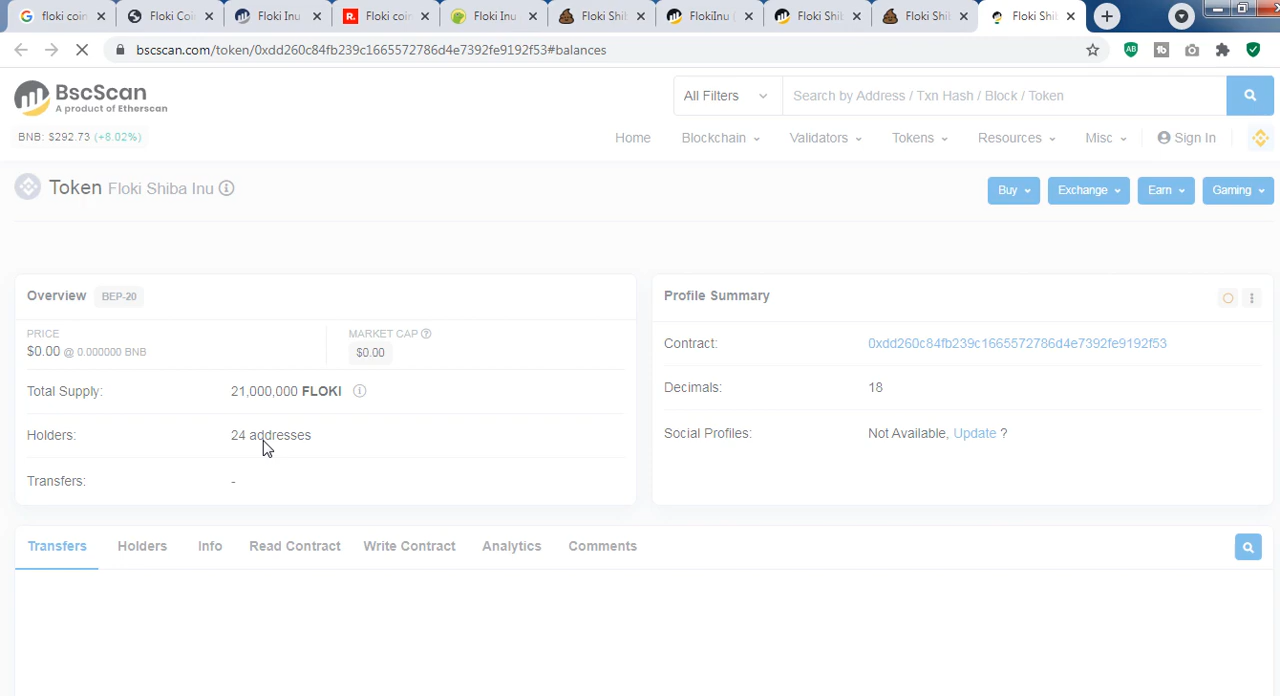 floki coin
Floki Coi
Floki Inu
Floki coin
Floki Inu
Floki Shi
FlokiInu (
Floki Shi
Floki Shi
Floki Shi
bscscan.com/token/0xdd260c84fb239c1665572786d4e7392fe9192f53#balances
BscScan
A product of Etherscan
All Filters
Search by Address / Txn Hash / Block / Token
BNB: $292.73 (+8.02%)
Home
Blockchain
Validators
Tokens
Resources
Misc
Sign In
Token Floki Shiba Inu
Buy
Exchange
Earn
Gaming
Overview BEP-20
PRICE
$0.00 @ 0.000000 BNB
MARKET CAP
$0.00
Total Supply: 21,000,000 FLOKI
Holders: 24 addresses
Transfers: -
Profile Summary
Contract: 0xdd260c84fb239c1665572786d4e7392fe9192f53
Decimals: 18
Social Profiles: Not Available, Update ?
Transfers
Holders
Info
Read Contract
Write Contract
Analytics
Comments